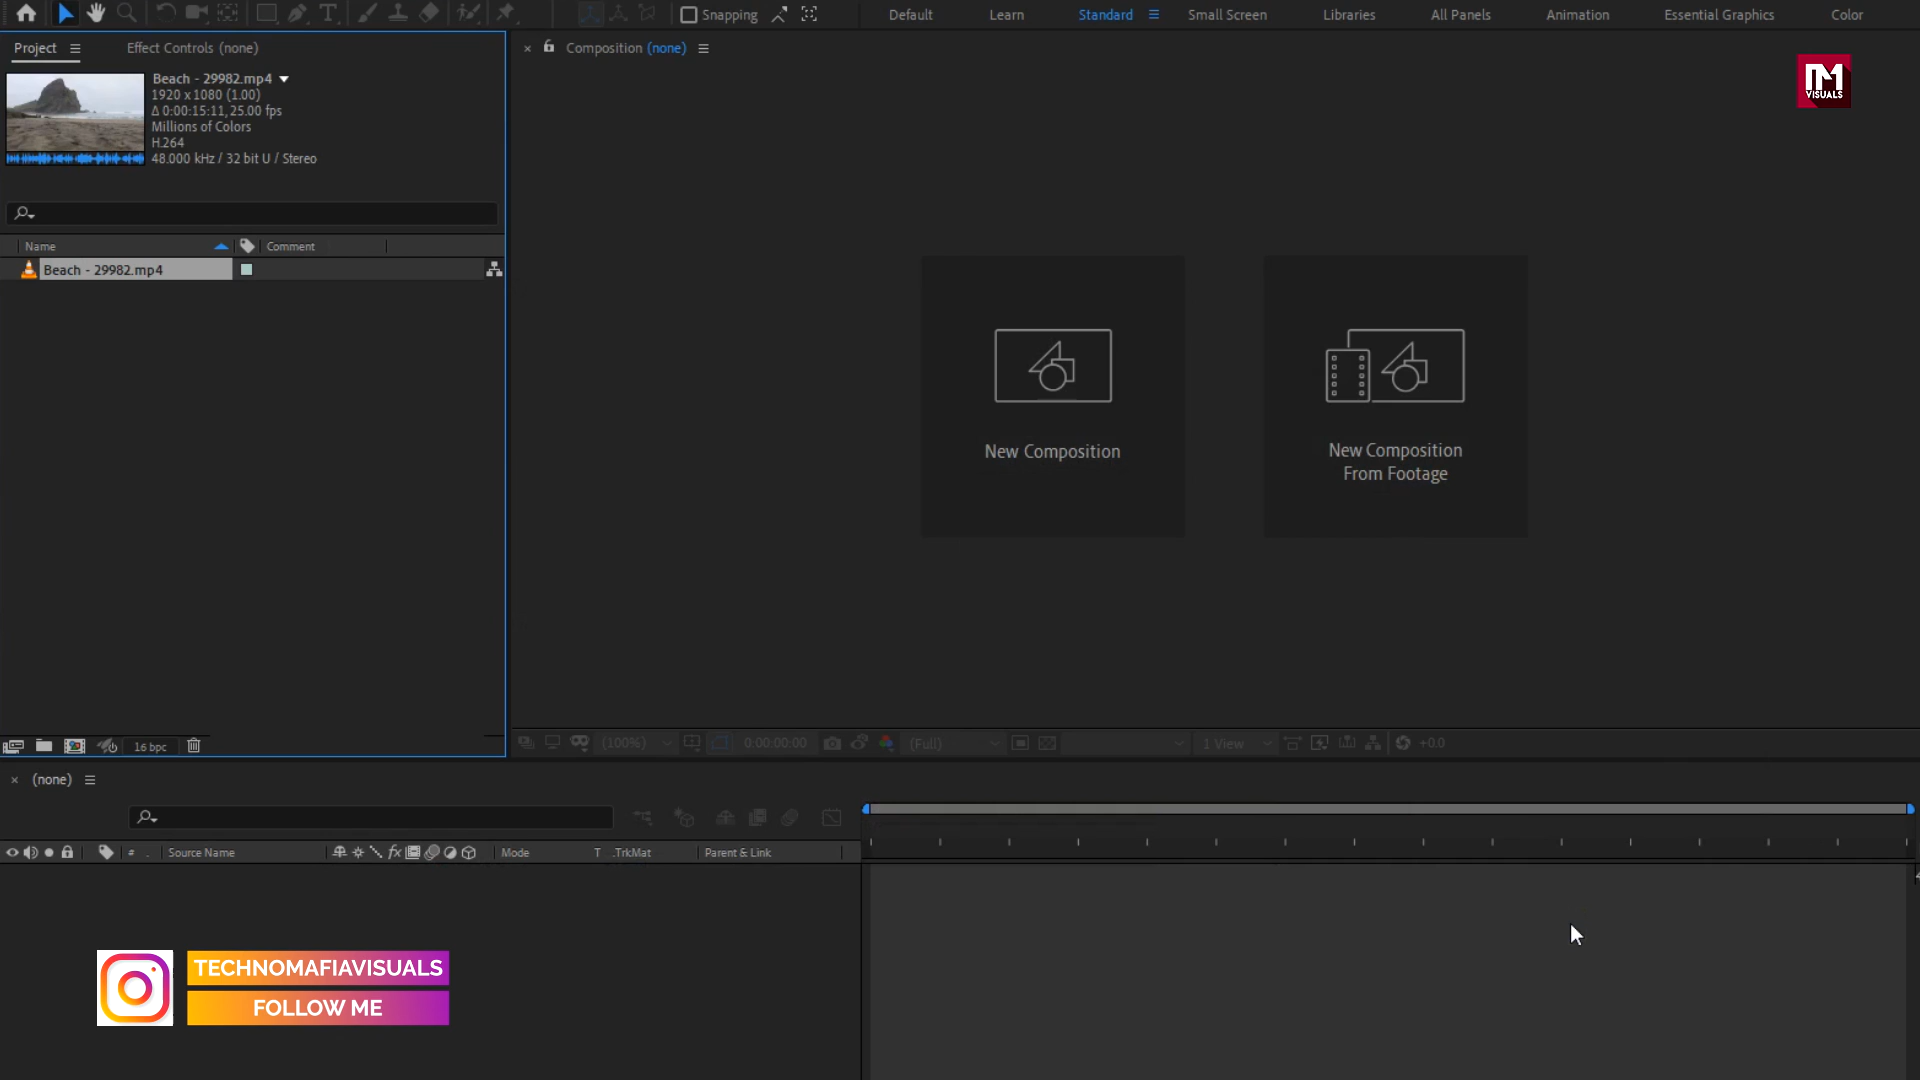 Snapping
Default
Learn
Standard
Small Screen
Libraries
All Panels
Animation
Essential Graphics
Color
Project
Effect Controls (none)
Composition (none)
Beach - 29982.mp4
1920 x 1080 (1.00)
Δ 0:00:15:11, 25.00 fps
Millions of Colors
H.264
48.000 kHz / 32 bit U / Stereo
Name
Comment
Beach - 29982.mp4
VISUALS
New Composition
New Composition
From Footage
16 bpc
(100%)
0:00:00:00
(Full)
1 View
+0.0
(none)
#
Source Name
fx
Mode
T .TrkMat
Parent & Link
TECHNOMAFIAVISUALS
FOLLOW ME